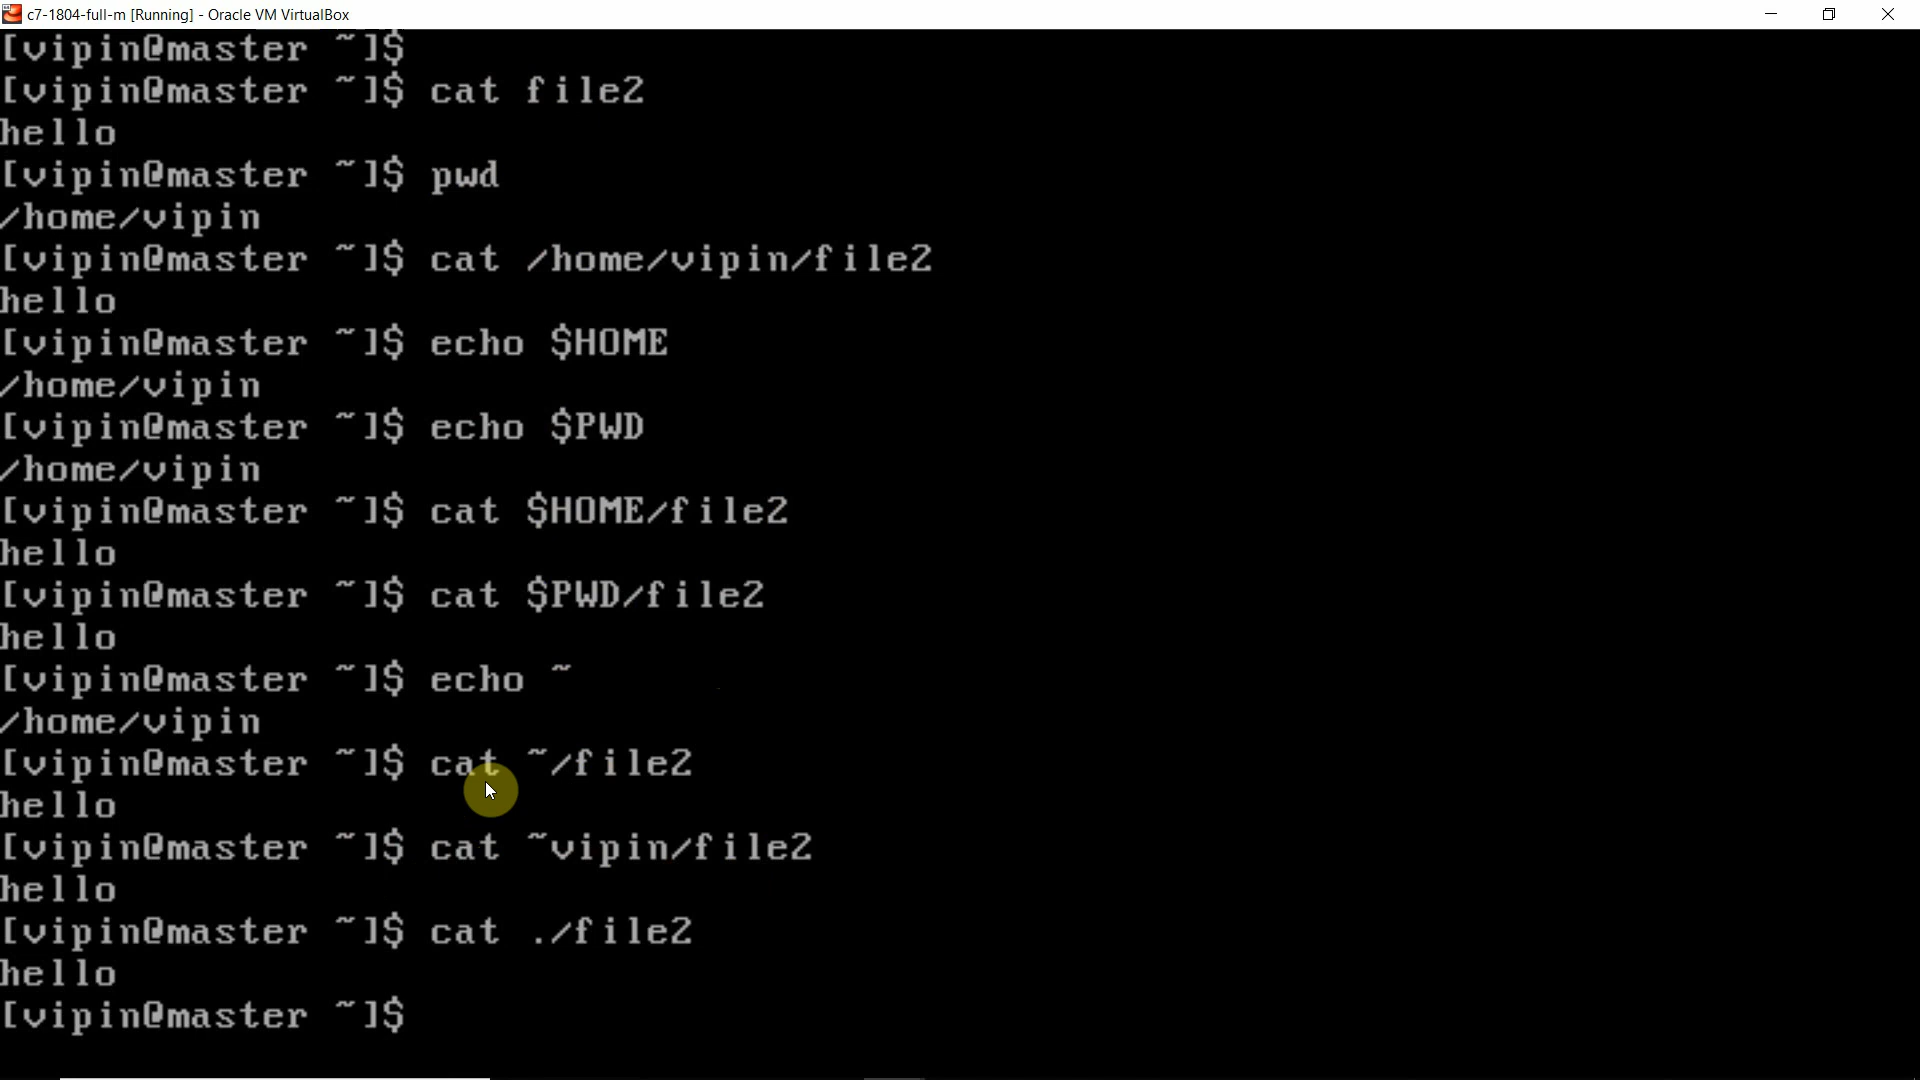 c7-1804-full-m [Running] - Oracle VM VirtualBox
[vipin@master ~]$
[vipin@master ~]$ cat file2
hello
[vipin@master ~]$ pwd
/home/vipin
[vipin@master ~]$ cat /home/vipin/file2
hello
[vipin@master ~]$ echo $HOME
/home/vipin
[vipin@master ~]$ echo $PWD
/home/vipin
[vipin@master ~]$ cat $HOME/file2
hello
[vipin@master ~]$ cat $PWD/file2
hello
[vipin@master ~]$ echo ~
/home/vipin
[vipin@master ~]$ cat ~/file2
hello
[vipin@master ~]$ cat ~vipin/file2
hello
[vipin@master ~]$ cat ./file2
hello
[vipin@master ~]$